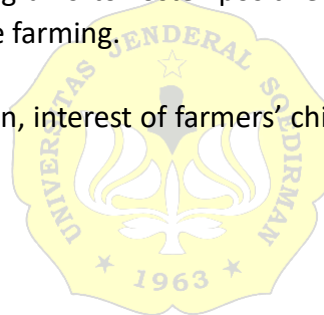 e farming.
n, interest of farmers’ chi
UNIVERSITAS JENDERAL SOEDIRMAN
1963